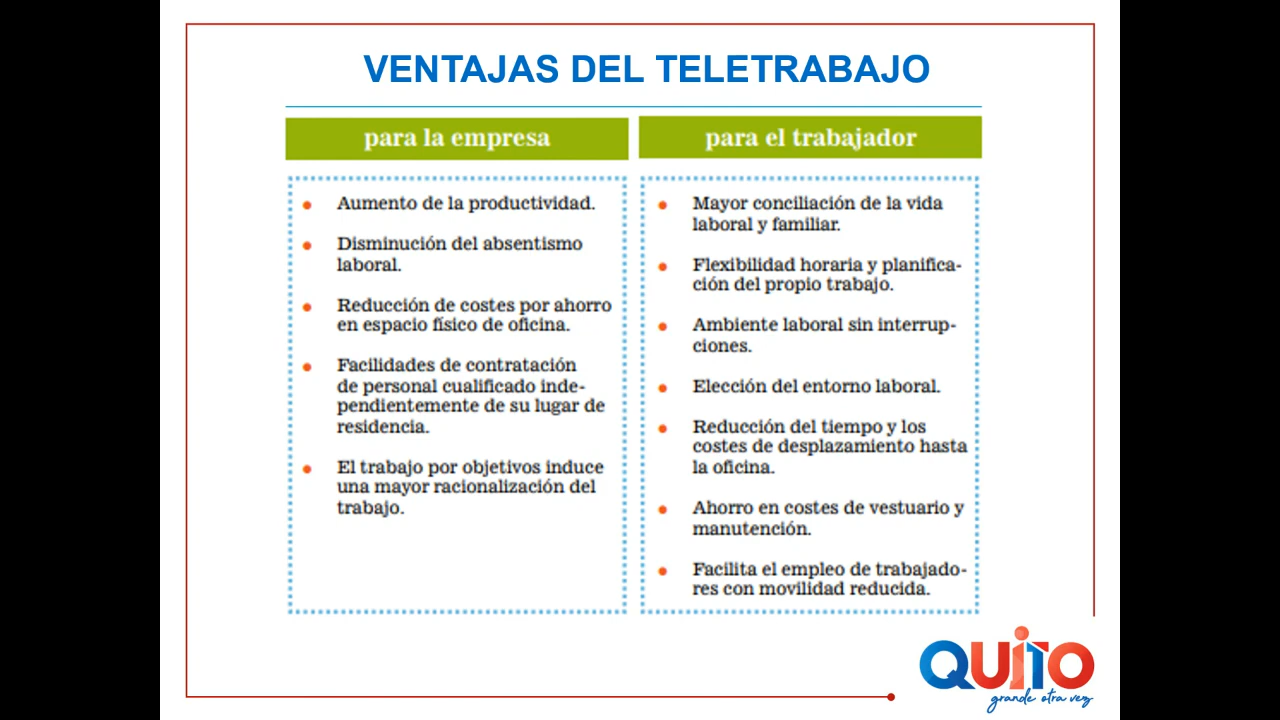 VENTAJAS DEL TELETRABAJO
para la empresa
Aumento de la productividad.
Disminución del absentismo
laboral.
Reducción de costes por ahorro
en espacio físico de oficina.
Facilidades de contratación
de personal cualificado inde-
pendientemente de su lugar de
residencia.
El trabajo por objetivos induce
una mayor racionalización del
trabajo.
para el trabajador
Mayor conciliación de la vida
laboral y familiar.
Flexibilidad horaria y planifica-
ción del propio trabajo.
Ambiente laboral sin interrup-
ciones.
Elección del entorno laboral.
Reducción del tiempo y los
costes de desplazamiento hasta
la oficina.
Ahorro en costes de vestuario y
manutención.
Facilita el empleo de trabajado-
res con movilidad reducida.
QUiTO
grande otra vez